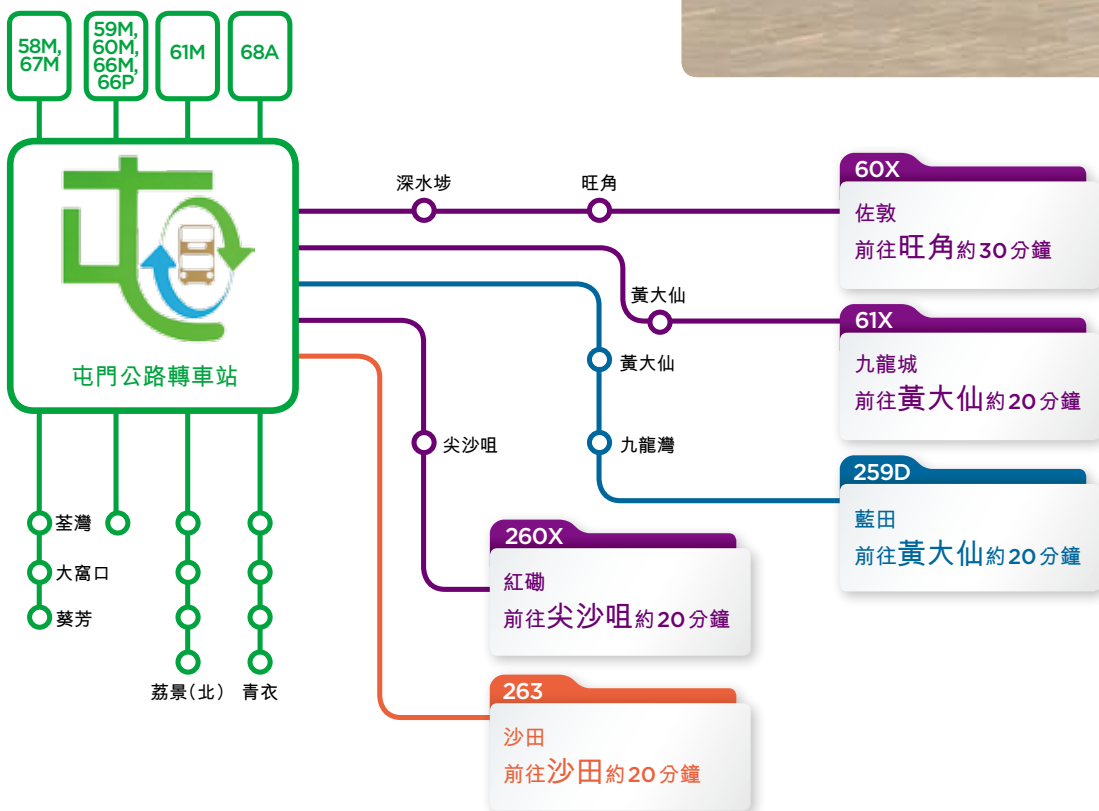 58M,
67M
59M,
60M,
66M,
66P
61M
68A
屯門公路轉車站
深水埗
旺角
60X
佐敦
前往旺角約30分鐘
黃大仙
61X
九龍城
前往黃大仙約20分鐘
黃大仙
九龍灣
259D
藍田
前往黃大仙約20分鐘
尖沙咀
260X
紅磡
前往尖沙咀約20分鐘
263
沙田
前往沙田約20分鐘
荃灣
大窩口
葵芳
荔景(北)
青衣